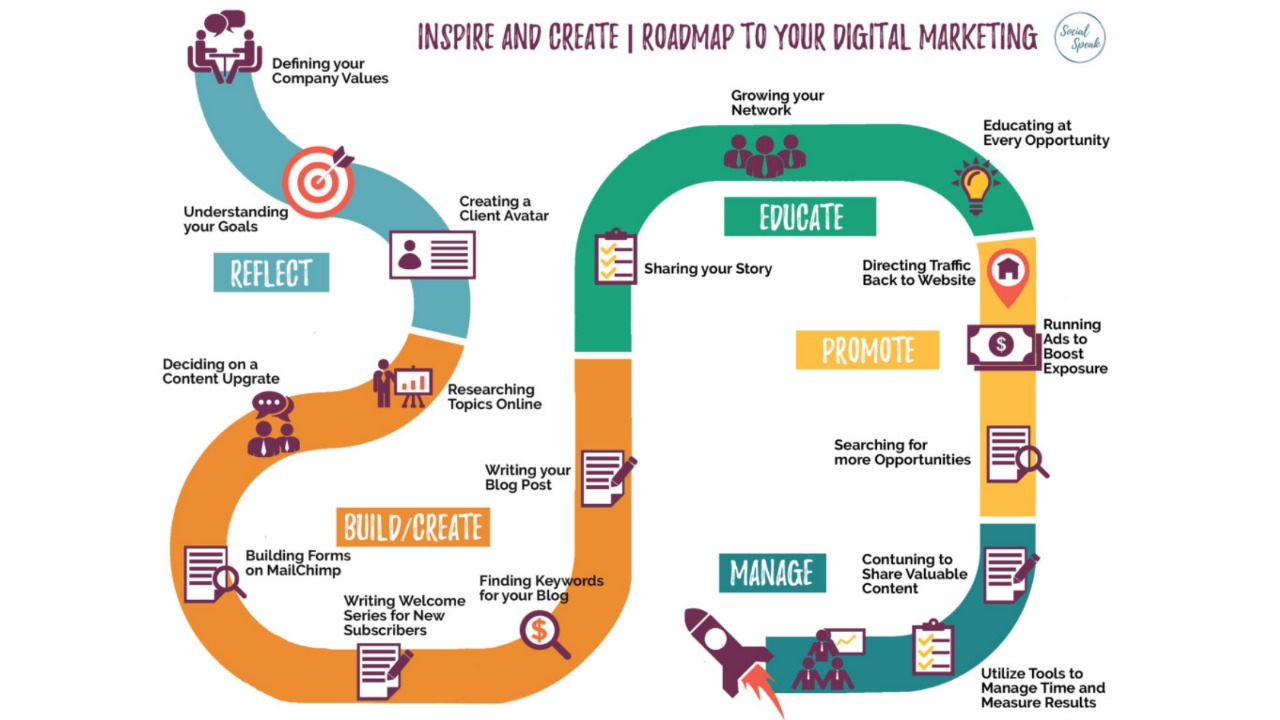 INSPIRE AND CREATE | ROADMAP TO YOUR DIGITAL MARKETING
Social
Speak
Defining your
Company Values
Understanding
your Goals
Creating a
Client Avatar
REFLECT
Researching
Topics Online
Deciding on a
Content Upgrate
BUILD/CREATE
Building Forms
on MailChimp
Writing Welcome
Series for New
Subscribers
Finding Keywords
for your Blog
$
Writing your
Blog Post
Sharing your Story
EDUCATE
Growing your
Network
Educating at
Every Opportunity
Directing Traffic
Back to Website
PROMOTE
$
Running
Ads to
Boost
Exposure
Searching for
more Opportunities
MANAGE
Contuning to
Share Valuable
Content
Utilize Tools to
Manage Time and
Measure Results